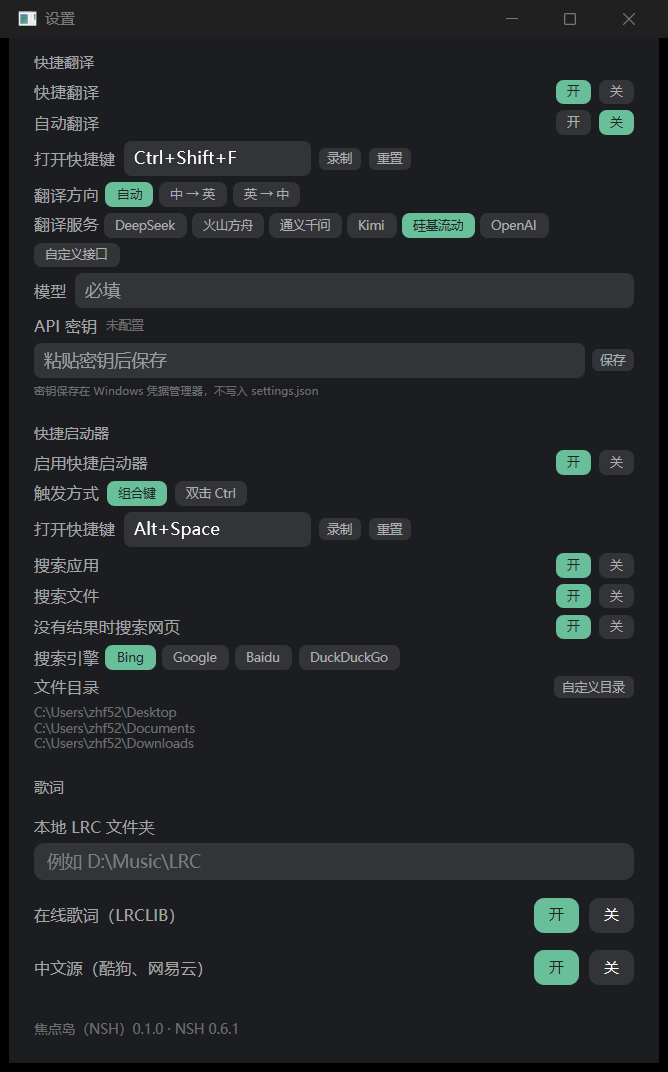 设置
快捷翻译
快捷翻译 开 关
自动翻译 开 关
打开快捷键 Ctrl+Shift+F 录制 重置
翻译方向 自动 中→英 英→中
翻译服务 DeepSeek 火山方舟 通义千问 Kimi 硅基流动 OpenAI
自定义接口
模型 必填
API 密钥 未配置
粘贴密钥后保存 保存
密钥保存在 Windows 凭据管理器，不写入 settings.json
快捷启动器
启用快捷启动器 开 关
触发方式 组合键 双击 Ctrl
打开快捷键 Alt+Space 录制 重置
搜索应用 开 关
搜索文件 开 关
没有结果时搜索网页 开 关
搜索引擎 Bing Google Baidu DuckDuckGo
文件目录 自定义目录
C:\Users\zhf52\Desktop
C:\Users\zhf52\Documents
C:\Users\zhf52\Downloads
歌词
本地 LRC 文件夹
例如 D:\Music\LRC
在线歌词（LRCLIB） 开 关
中文源（酷狗、网易云） 开 关
焦点岛（NSH）0.1.0 · NSH 0.6.1